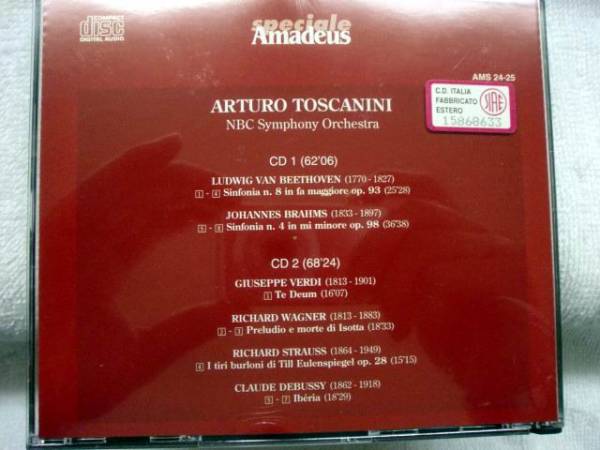 COMPACT
disc
DIGITAL AUDIO
speciale
Amadeus
AMS 24-25
C.D. ITALIA
FABBRICATO
ESTERO
SIAE
15868633
ARTURO TOSCANINI
NBC Symphony Orchestra
CD 1 (62'06)
LUDWIG VAN BEETHOVEN (1770 - 1827)
1 - 4 Sinfonia n. 8 in fa maggiore op. 93 (25'28)
JOHANNES BRAHMS (1833 - 1897)
5 - 8 Sinfonia n. 4 in mi minore op. 98 (36'38)
CD 2 (68'24)
GIUSEPPE VERDI (1813 - 1901)
1 Te Deum (16'07)
RICHARD WAGNER (1813 - 1883)
2 - 3 Preludio e morte di Isotta (18'33)
RICHARD STRAUSS (1864 - 1949)
4 I tiri burloni di Till Eulenspiegel op. 28 (15'15)
CLAUDE DEBUSSY (1862 - 1918)
5 - 7 Ibéria (18'29)